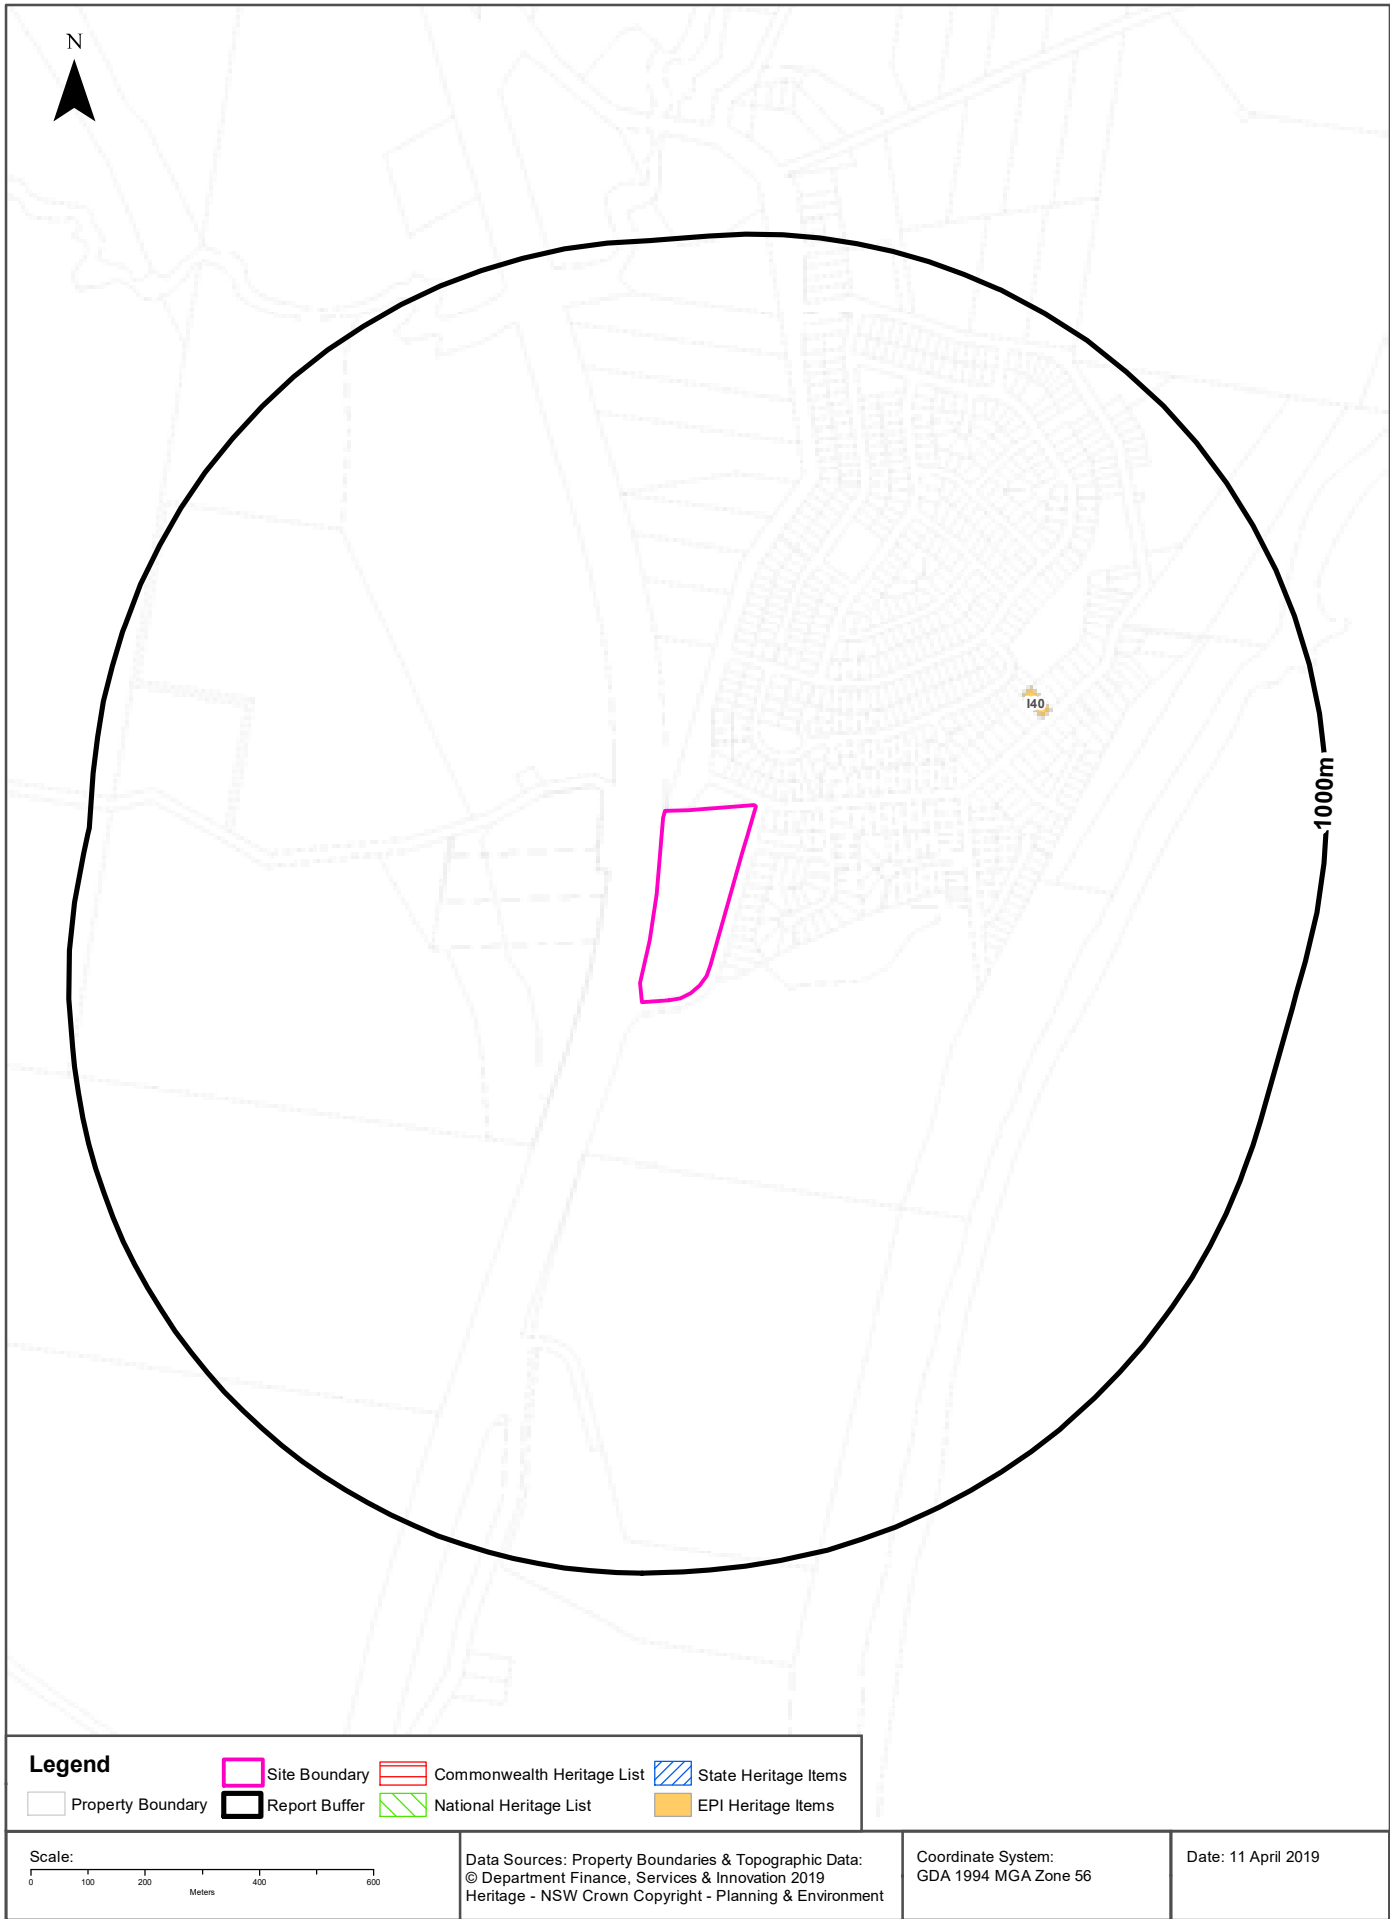 N
I40
1000m
Legend
Property Boundary
Site Boundary
Report Buffer
Commonwealth Heritage List
National Heritage List
State Heritage Items
EPI Heritage Items
Scale:
0 100 200 400 600
Meters
Data Sources: Property Boundaries & Topographic Data:
© Department Finance, Services & Innovation 2019
Heritage - NSW Crown Copyright - Planning & Environment
Coordinate System:
GDA 1994 MGA Zone 56
Date: 11 April 2019